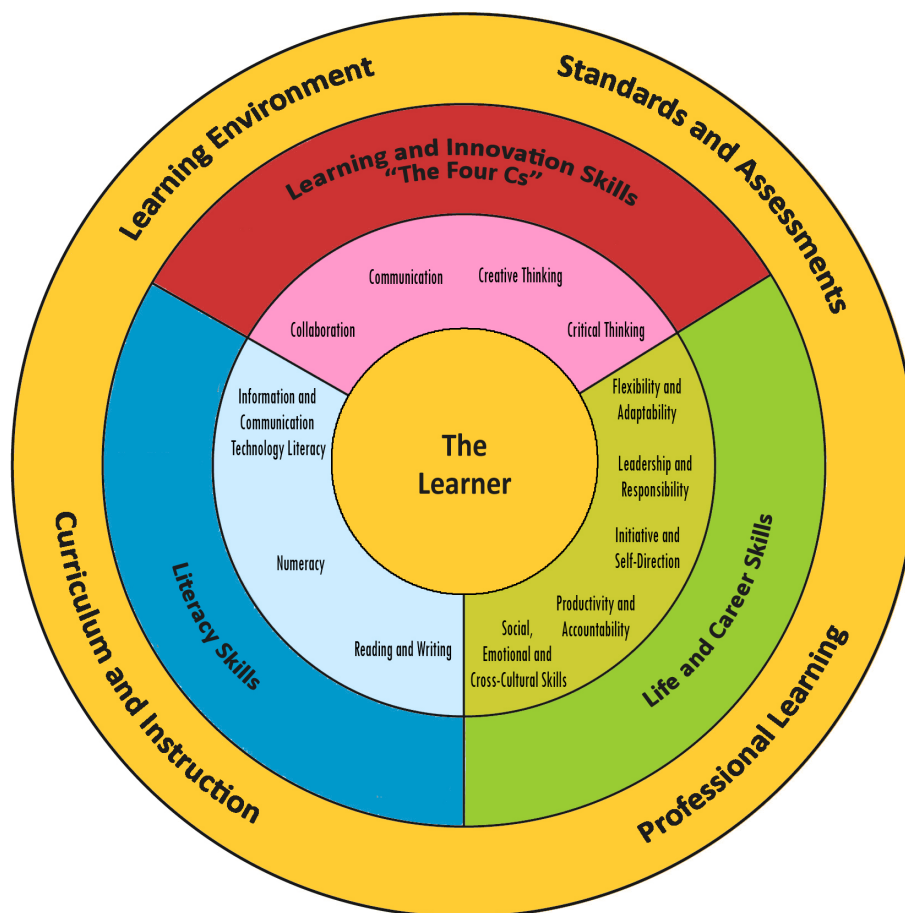 Learning Environment
Standards and Assessments
Learning and Innovation Skills
“The Four Cs”
Communication
Creative Thinking
Collaboration
Critical Thinking
Information and
Communication
Technology Literacy
Numeracy
Reading and Writing
Literacy Skills
The
Learner
Flexibility and
Adaptability
Leadership and
Responsibility
Initiative and
Self-Direction
Productivity and
Accountability
Social,
Emotional and
Cross-Cultural Skills
Life and Career Skills
Curriculum and Instruction
Professional Learning